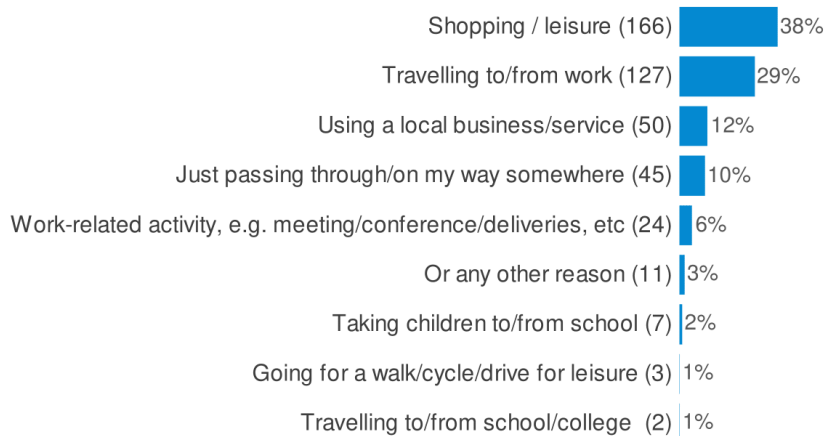 Shopping / leisure (166) 38%
Travelling to/from work (127) 29%
Using a local business/service (50) 12%
Just passing through/on my way somewhere (45) 10%
Work-related activity, e.g. meeting/conference/deliveries, etc (24) 6%
Or any other reason (11) 3%
Taking children to/from school (7) 2%
Going for a walk/cycle/drive for leisure (3) 1%
Travelling to/from school/college  (2) 1%